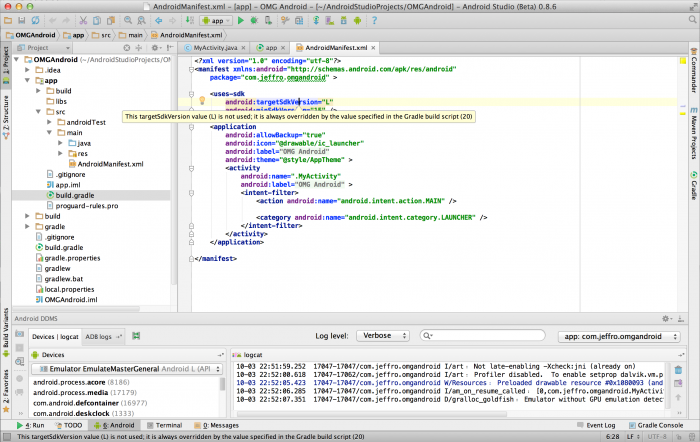 AndroidManifest.xml - [app] - OMG Android - [~/AndroidStudioProjects/OMGAndroid] - Android Studio (Beta) 0.8.6
app
OMGAndroid
app
src
main
AndroidManifest.xml
Project
MyActivity.java
app
AndroidManifest.xml
1: Project
OMGAndroid (~/AndroidStudioProjects/OMGAndroid)
.idea
app
build
libs
src
androidTest
main
java
res
AndroidManifest.xml
.gitignore
app.iml
build.gradle
proguard-rules.pro
build
gradle
.gitignore
build.gradle
gradle.properties
gradlew
gradlew.bat
local.properties
OMGAndroid.iml
<?xml version="1.0" encoding="utf-8"?>
<manifest xmlns:android="http://schemas.android.com/apk/res/android"
package="com.jeffro.omgandroid" >
<uses-sdk
android:targetSdkVersion="L"
This targetSdkVersion value (L) is not used; it is always overridden by the value specified in the Gradle build script (20)
<application
android:allowBackup="true"
android:icon="@drawable/ic_launcher"
android:label="OMG Android"
android:theme="@style/AppTheme" >
<activity
android:name=".MyActivity"
android:label="OMG Android" >
<intent-filter>
<action android:name="android.intent.action.MAIN" />
<category android:name="android.intent.category.LAUNCHER" />
</intent-filter>
</activity>
</application>
</manifest>
Commander
Maven Projects
Gradle
7: Structure
Build Variants
2: Favorites
Android DDMS
Devices | logcat
ADB logs
Log level:
Verbose
app: com.jeffro.omgandroid
Devices
Emulator EmulateMasterGeneral Android L (API
android.process.acore (8186)
android.process.media (17179)
com.android.defcontainer (16977)
com.android.deskclock (3333)
logcat
10-03 22:51:59.252 17047-17047/com.jeffro.omgandroid I/art: Not late-enabling -Xcheck:jni (already on)
10-03 22:52:00.618 17062-17062/com.jeffro.omgandroid I/art: Profiler disabled. To enable setprop dalvik.vm.p
10-03 22:52:05.423 17047-17047/com.jeffro.omgandroid W/Resources: Preloaded drawable resource #0x1080093 (and
10-03 22:52:06.285 17047-17047/com.jeffro.omgandroid I/am_on_resume_called: [0,com.jeffro.omgandroid.MyActivi
10-03 22:52:07.351 17047-17047/com.jeffro.omgandroid D/gralloc_goldfish: Emulator without GPU emulation detec
4: Run
TODO
6: Android
Terminal
0: Messages
Event Log
Gradle Console
This targetSdkVersion value (L) is not used; it is always overridden by the value specified in the Gradle build script (20)
6:28
LF
UTF-8